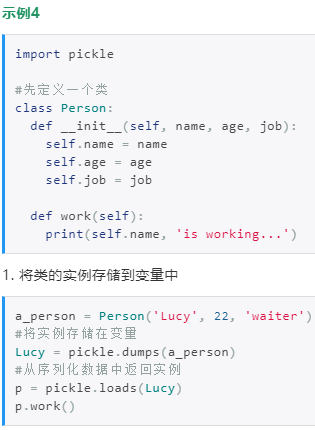 示例4
import pickle
#先定义一个类
class Person:
  def __init__(self, name, age, job):
    self.name = name
    self.age = age
    self.job = job
  def work(self):
    print(self.name, 'is working...')
1. 将类的实例存储到变量中
a_person = Person('Lucy', 22, 'waiter')
#将实例存储在变量
Lucy = pickle.dumps(a_person)
#从序列化数据中返回实例
p = pickle.loads(Lucy)
p.work()